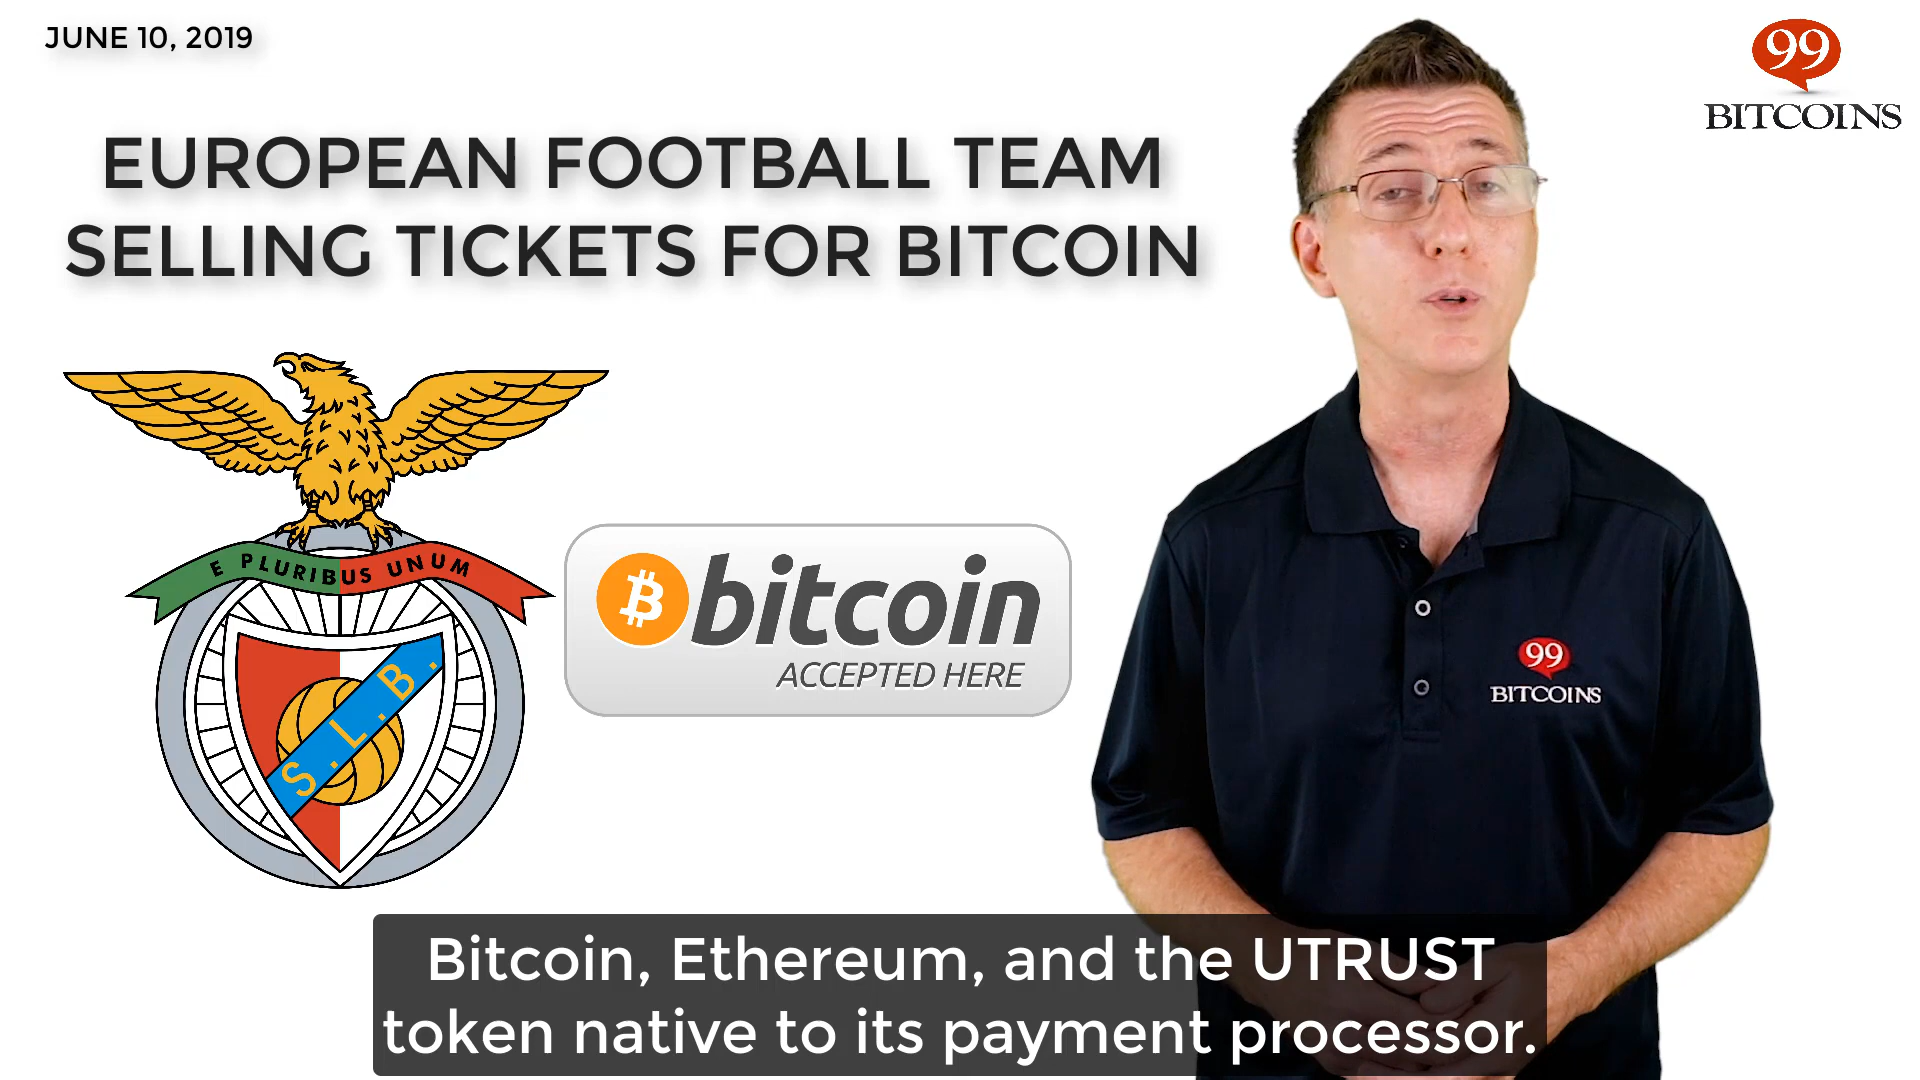 JUNE 10, 2019
99
BITCOINS
EUROPEAN FOOTBALL TEAM
SELLING TICKETS FOR BITCOIN
E PLURIBUS UNUM
S.L.B.
bitcoin
ACCEPTED HERE
99
BITCOINS
Bitcoin, Ethereum, and the UTRUST
token native to its payment processor.